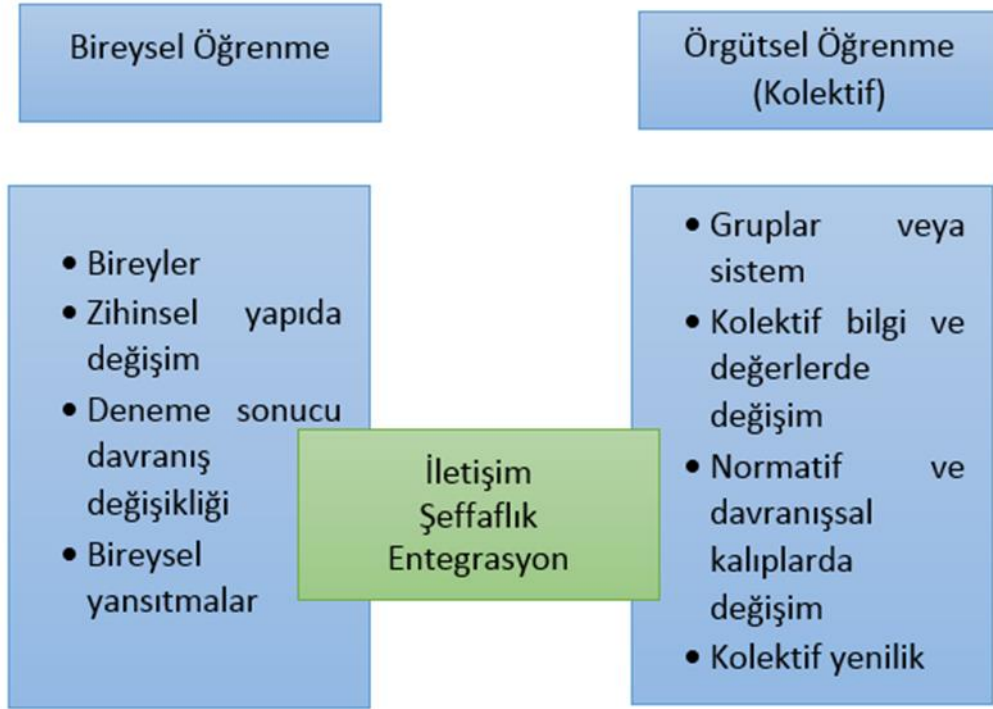 Bireysel Öğrenme
Örgütsel Öğrenme
(Kolektif)
• Bireyler
• Zihinsel yapıda
değişim
• Deneme sonucu
davranış
değişikliği
• Bireysel
yansıtmalar
İletişim
Şeffaflık
Entegrasyon
• Gruplar veya
sistem
• Kolektif bilgi ve
değerlerde
değişim
• Normatif ve
davranışsal
kalıplarda
değişim
• Kolektif yenilik